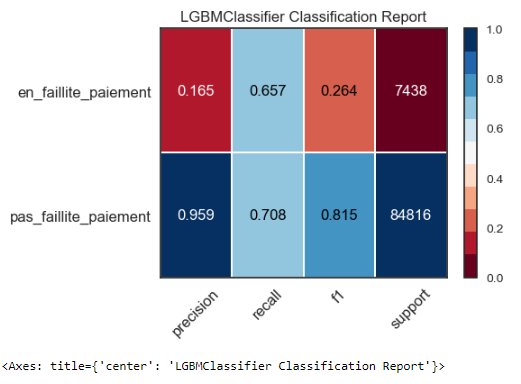 LGBMClassifier Classification Report
en_faillite_paiement 0.165 0.657 0.264 7438
pas_faillite_paiement 0.959 0.708 0.815 84816
precision recall f1 support
1.0
0.8
0.6
0.4
0.2
0.0
<Axes: title={'center': 'LGBMClassifier Classification Report'}>